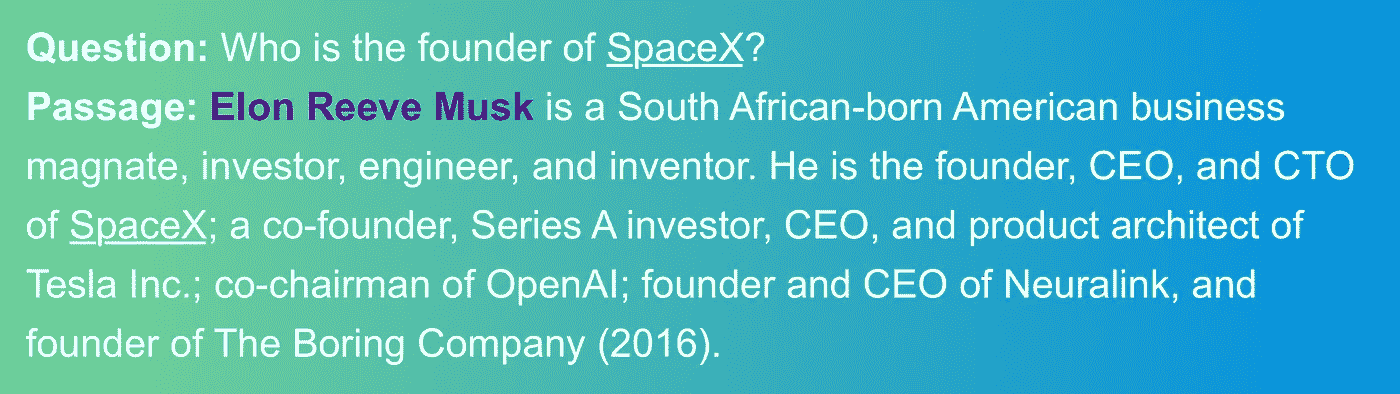 Question: Who is the founder of SpaceX?
Passage: Elon Reeve Musk is a South African-born American business
magnate, investor, engineer, and inventor. He is the founder, CEO, and CTO
of SpaceX; a co-founder, Series A investor, CEO, and product architect of
Tesla Inc.; co-chairman of OpenAI; founder and CEO of Neuralink, and
founder of The Boring Company (2016).